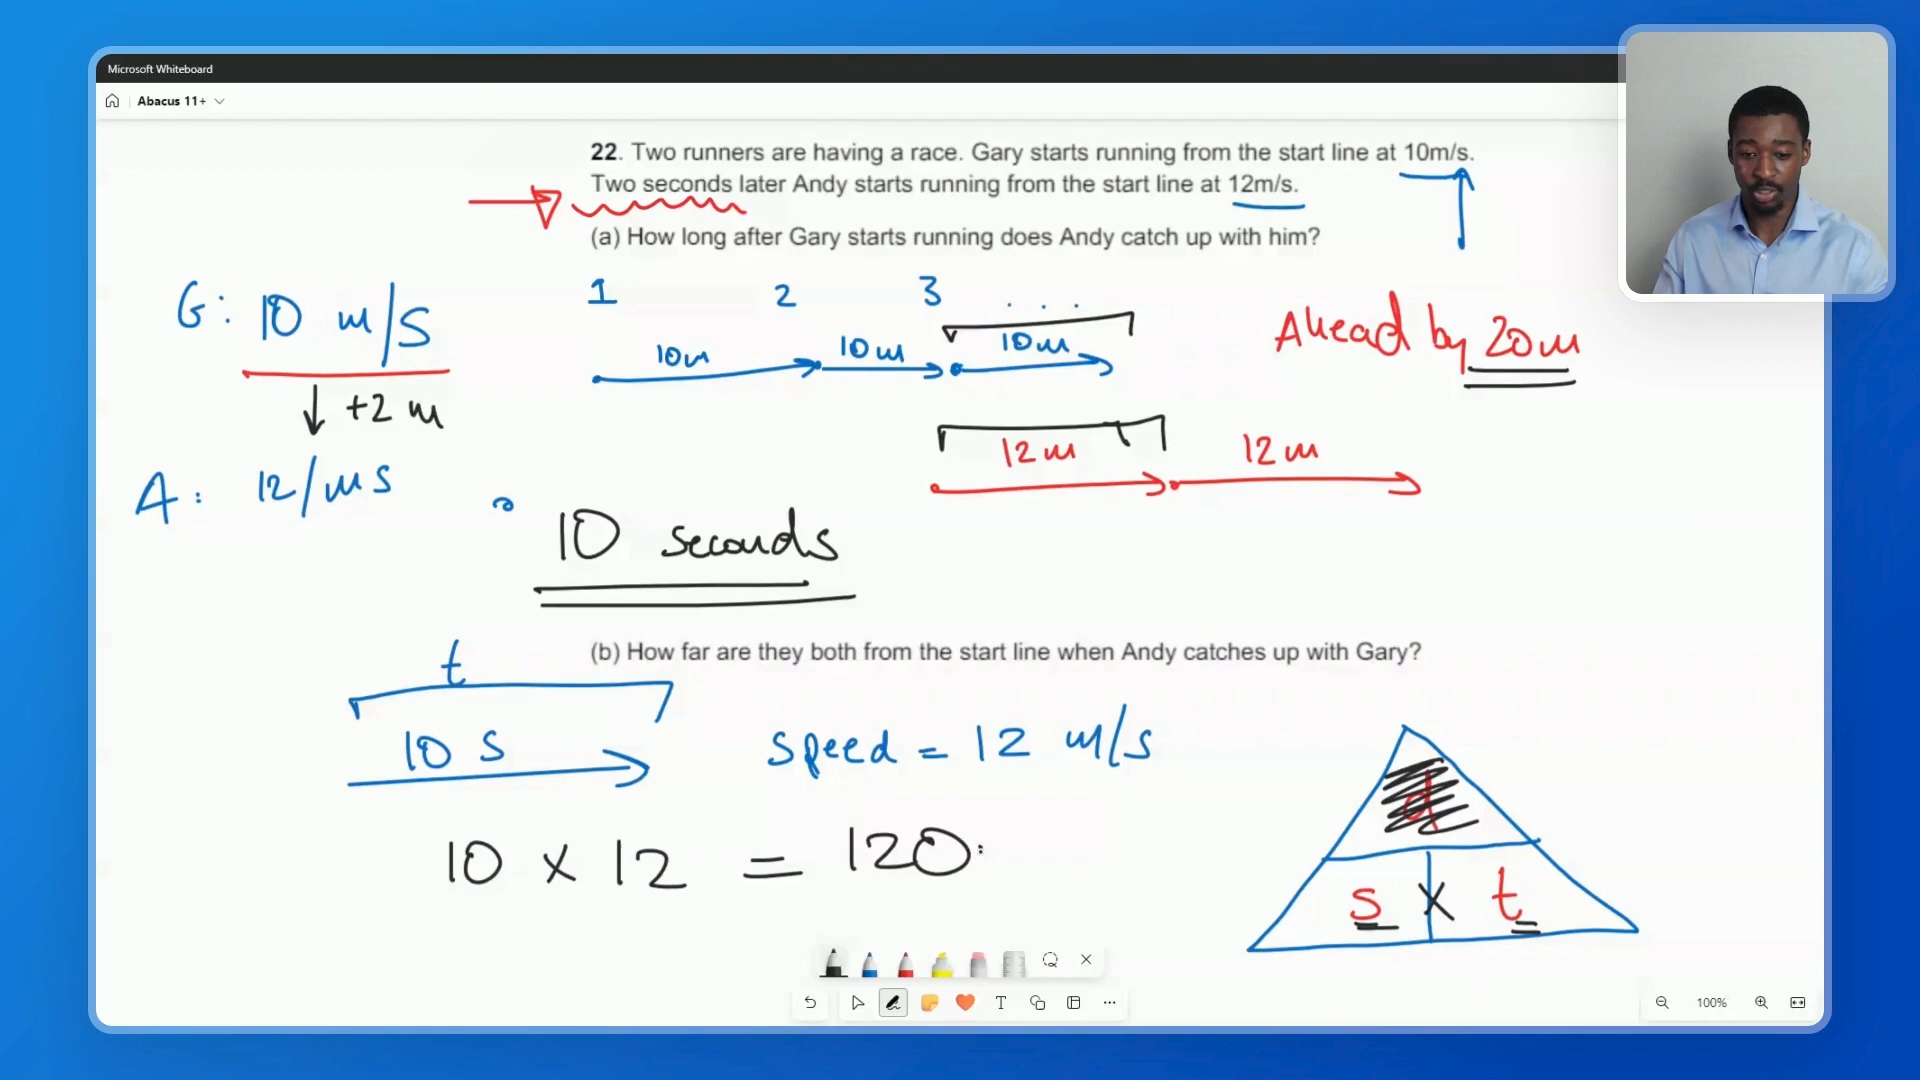 Microsoft Whiteboard
Abacus 11+
22. Two runners are having a race. Gary starts running from the start line at 10m/s.
Two seconds later Andy starts running from the start line at 12m/s.
(a) How long after Gary starts running does Andy catch up with him?
1 2 3 . . .
G: 10 m/s
10m 10m 10m
Ahead by 20m
↓ +2 m
12m 12m
A: 12/ms
10 seconds
(b) How far are they both from the start line when Andy catches up with Gary?
t
10 s
speed = 12 m/s
d
10 × 12 = 120
s × t
100%